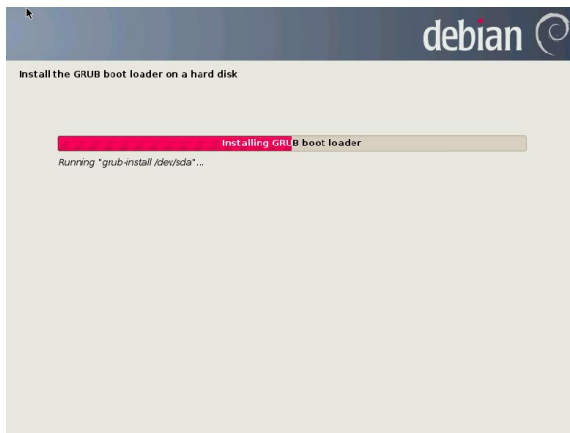 debian
Install the GRUB boot loader on a hard disk
Installing GRUB boot loader
Running "grub-install /dev/sda"...